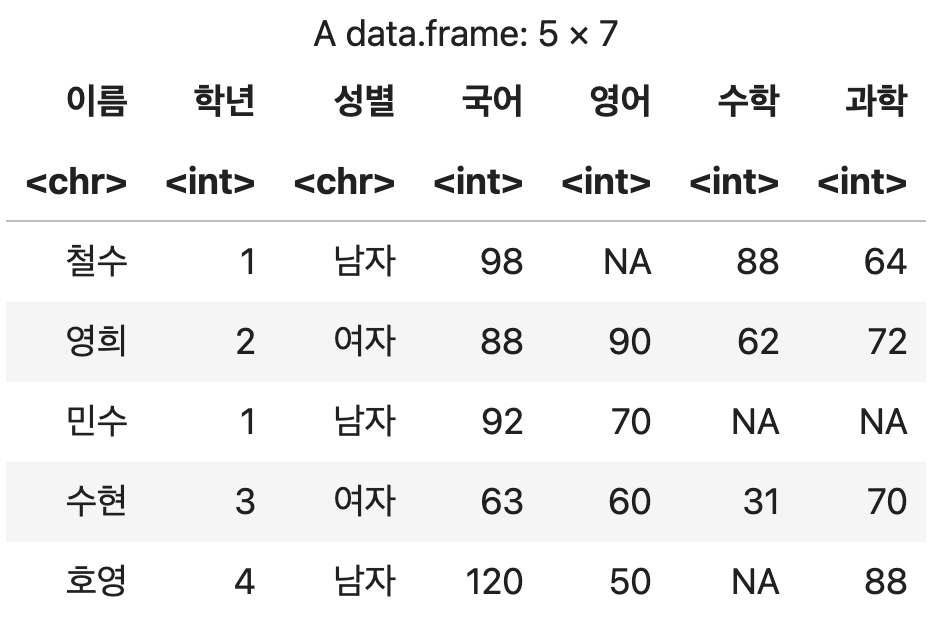 A data.frame: 5 × 7
이름 학년 성별 국어 영어 수학 과학
<chr> <int> <chr> <int> <int> <int> <int>
철수 1 남자 98 NA 88 64
영희 2 여자 88 90 62 72
민수 1 남자 92 70 NA NA
수현 3 여자 63 60 31 70
호영 4 남자 120 50 NA 88